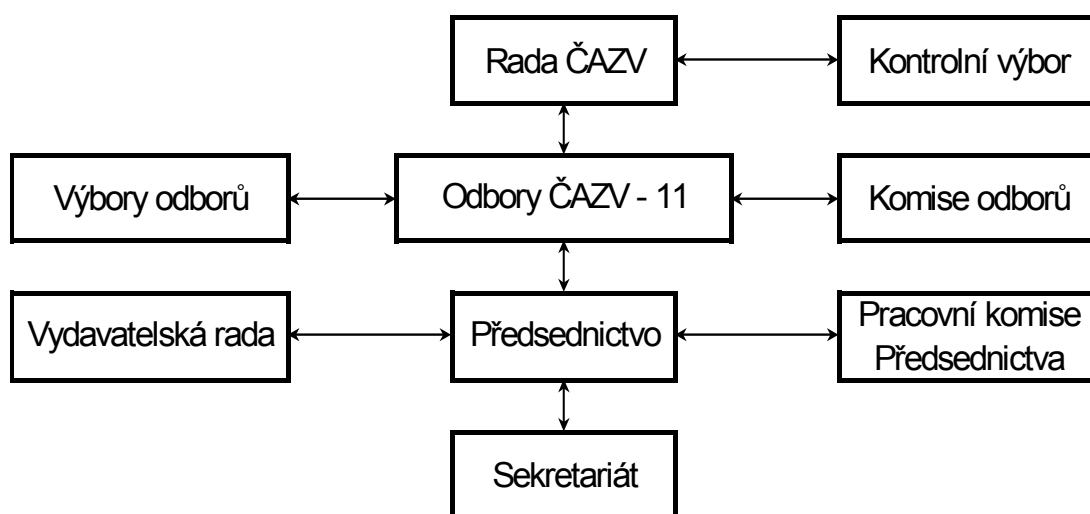 Rada ČAZV
Kontrolní výbor
Výbory odborů
Odbory ČAZV - 11
Komise odborů
Vydavatelská rada
Předsednictvo
Pracovní komise
Předsednictva
Sekretariát